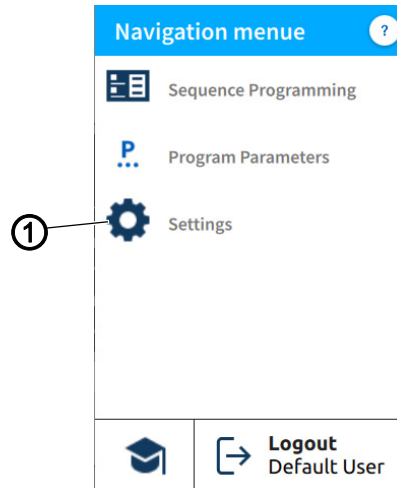 Navigation menue ?
Sequence Programming
P
Program Parameters
1
Settings
Logout
Default User